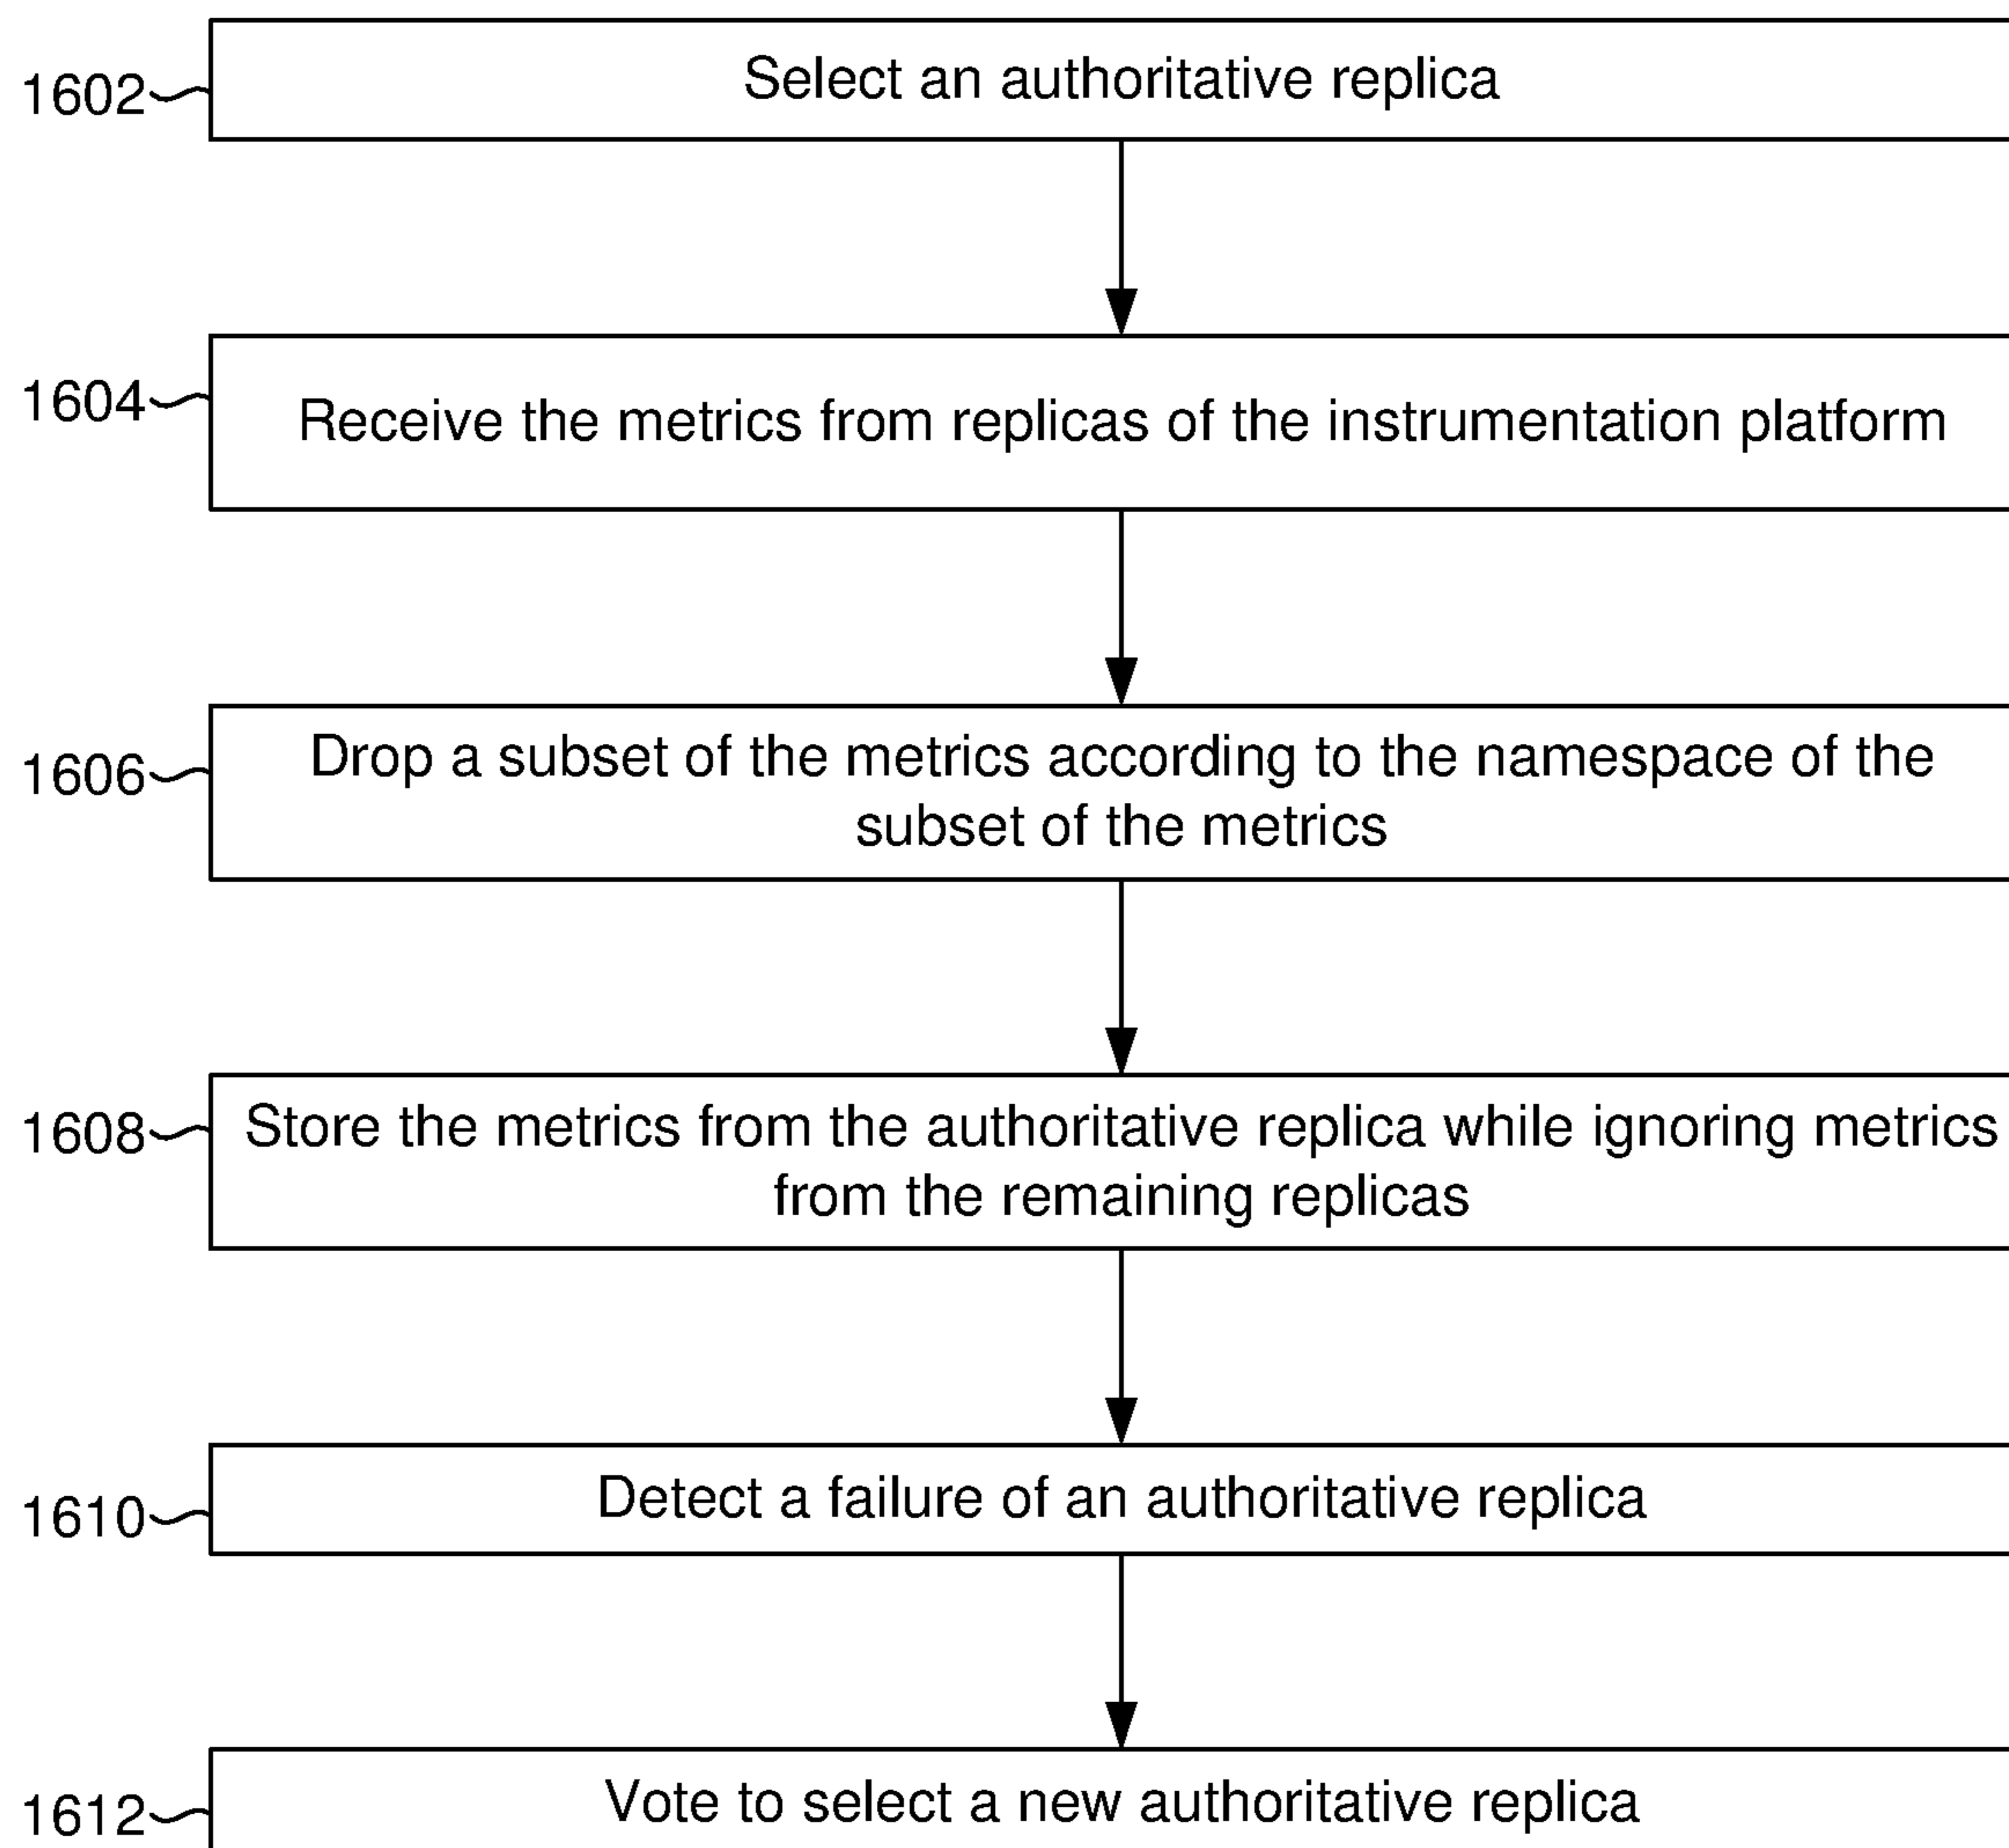 1602
Select an authoritative replica
1604
Receive the metrics from replicas of the instrumentation platform
1606
Drop a subset of the metrics according to the namespace of the
subset of the metrics
1608
Store the metrics from the authoritative replica while ignoring metrics
from the remaining replicas
1610
Detect a failure of an authoritative replica
1612
Vote to select a new authoritative replica